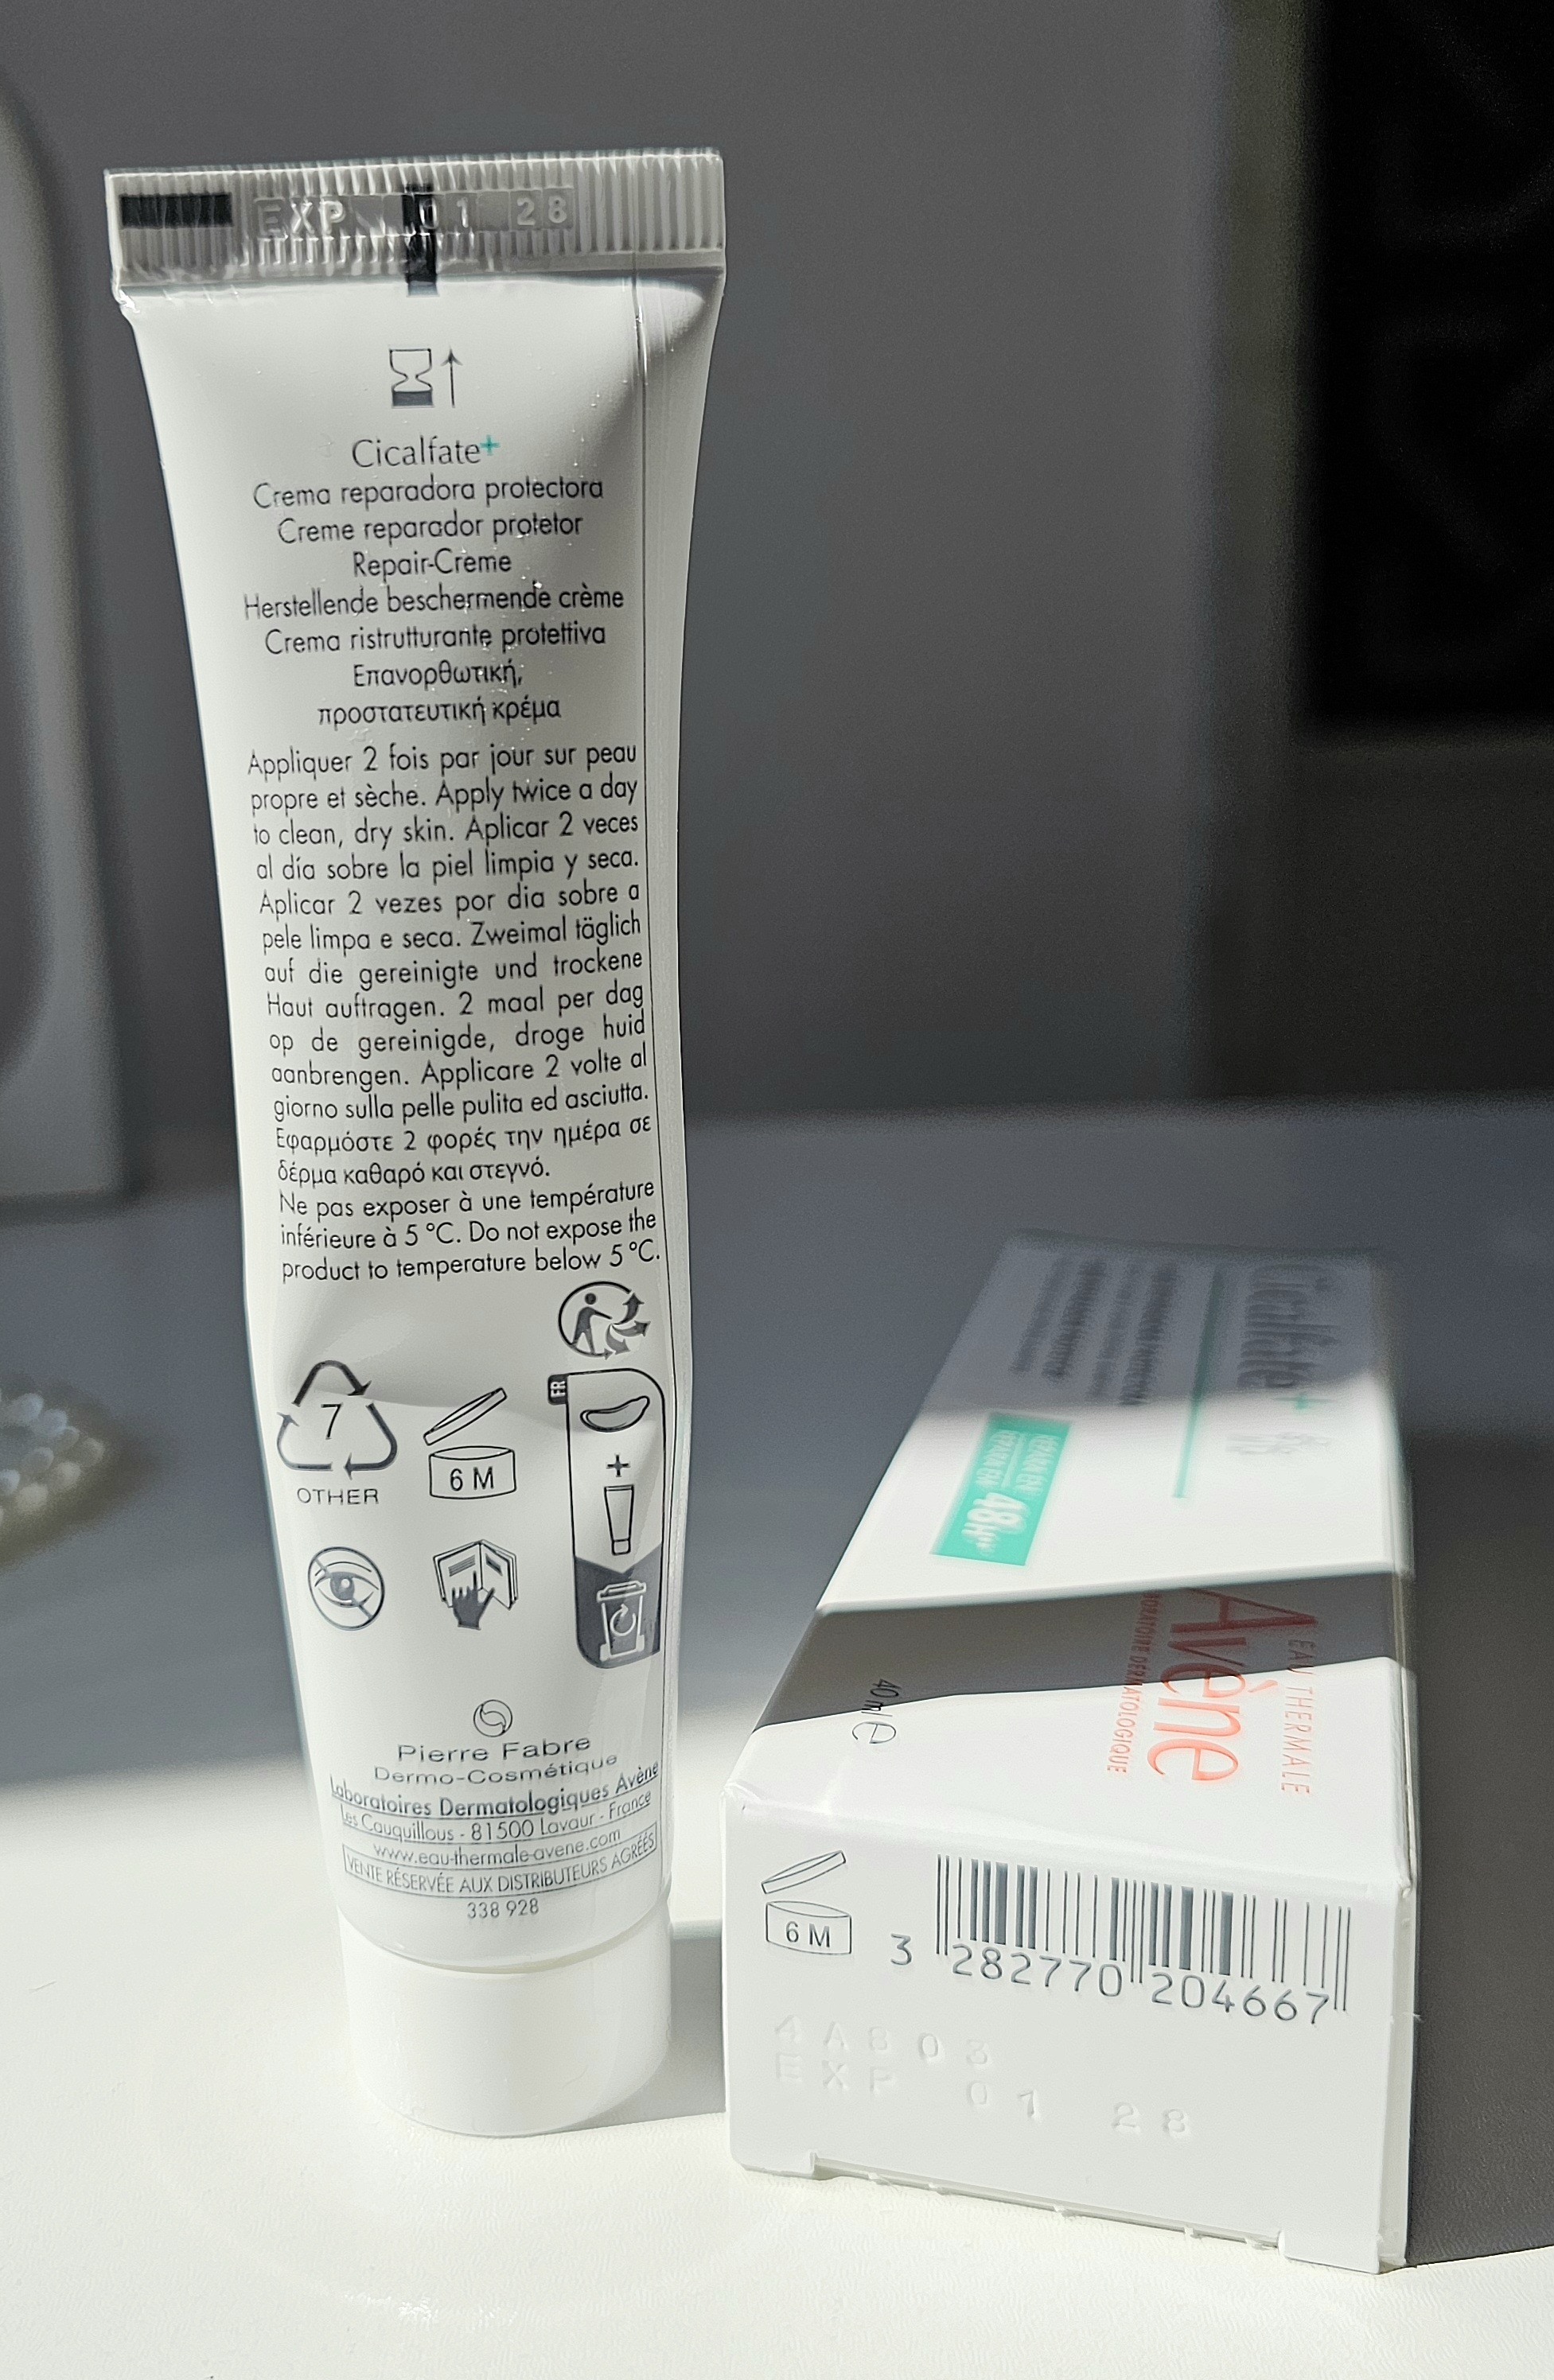 EXP 01 28
Cicalfate+
Crema reparadora protectora
Creme reparador protetor
Repair-Creme
Herstellende beschermende crème
Crema ristrutturante protettiva
Επανορθωτική,
προστατευτική κρέμα
Appliquer 2 fois par jour sur peau
propre et sèche. Apply twice a day
to clean, dry skin. Aplicar 2 veces
al día sobre la piel limpia y seca.
Aplicar 2 vezes por dia sobre a
pele limpa e seca. Zweimal täglich
auf die gereinigte und trockene
Haut auftragen. 2 maal per dag
op de gereinigde, droge huid
aanbrengen. Applicare 2 volte al
giorno sulla pelle pulita ed asciutta.
Εφαρμόστε 2 φορές την ημέρα σε
δέρμα καθαρό και στεγνό.
Ne pas exposer à une température
inférieure à 5 °C. Do not expose the
product to temperature below 5 °C.
FR
7
OTHER
6 M
Pierre Fabre
Dermo-Cosmétique
Laboratoires Dermatologiques Avène
Les Cauquillous - 81500 Lavaur - France
www.eau-thermale-avene.com
VENTE RÉSERVÉE AUX DISTRIBUTEURS AGRÉÉS
338 928
Cicalfate+
48H
EAU THERMALE
Avène
LABORATOIRE DERMATOLOGIQUE
40 ml e
6 M
3 282770 204667
4A803
EXP 01 28